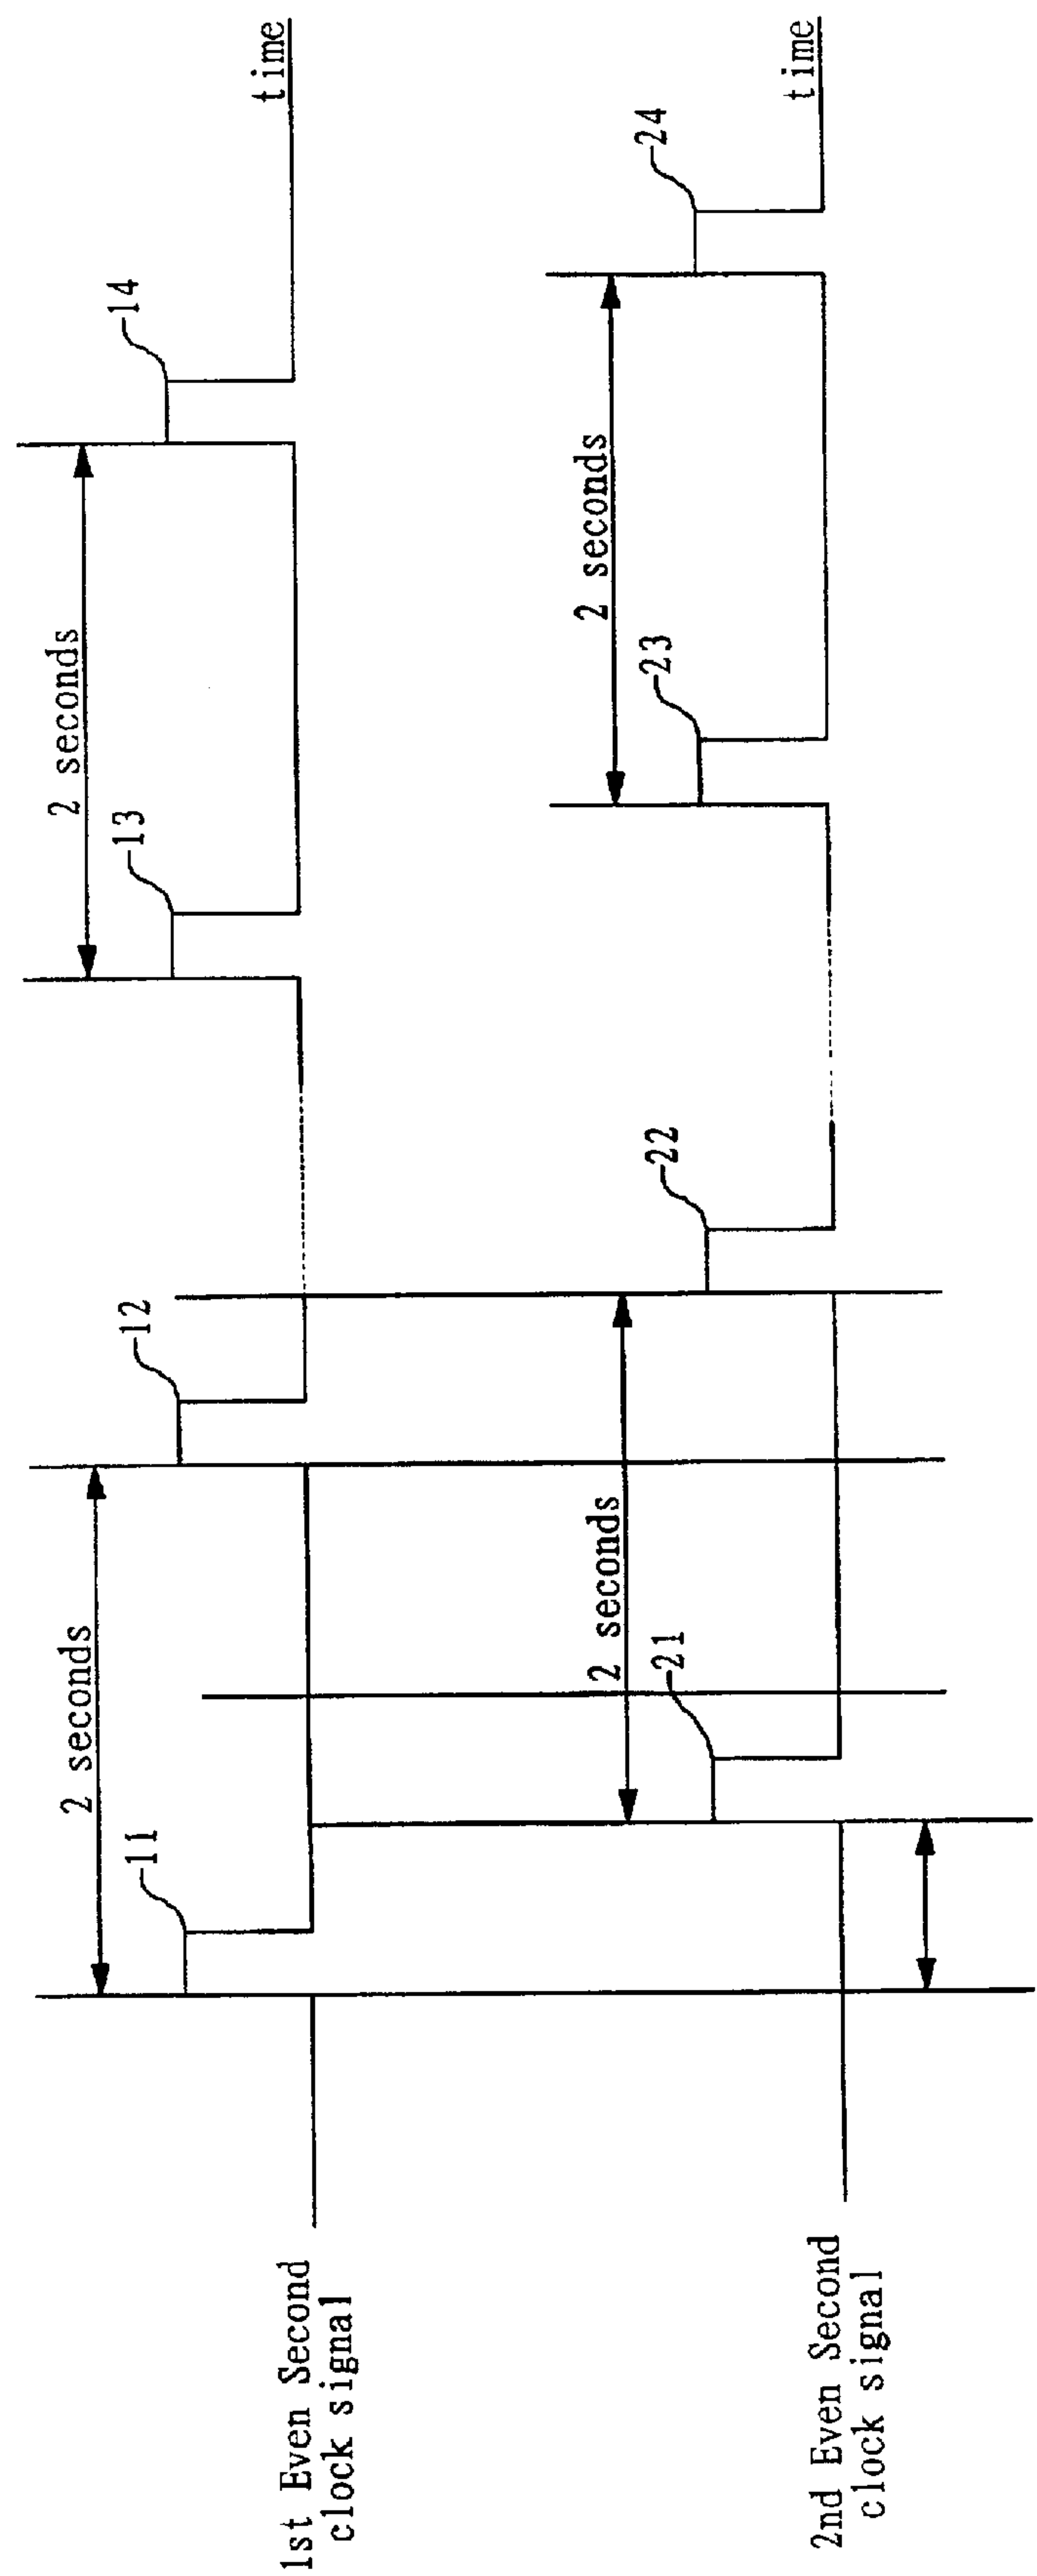 2 seconds
2 seconds
11
12
13
14
1st Even Second
clock signal
time
2 seconds
2 seconds
21
22
23
24
2nd Even Second
clock signal
time